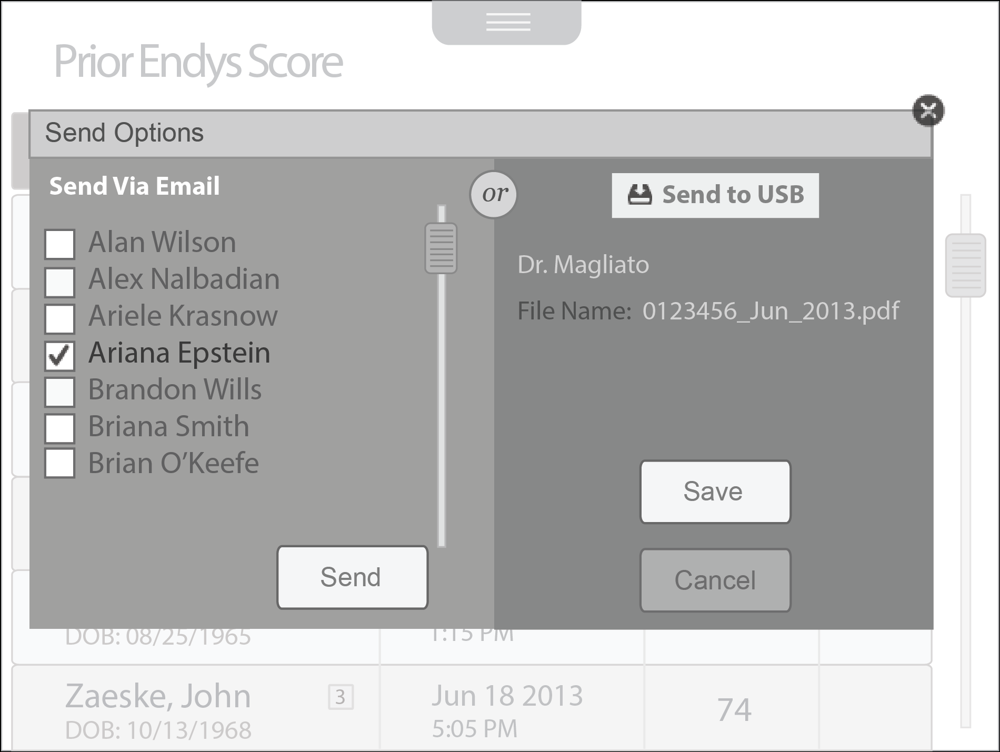 Prior Endys Score
Send Options
Send Via Email
or
Send to USB
Alan Wilson
Alex Nalbadian
Ariele Krasnow
Ariana Epstein
Brandon Wills
Briana Smith
Brian O’Keefe
Send
Dr. Magliato
File Name: 0123456_Jun_2013.pdf
Save
Cancel
DOB: 08/25/1965
1:15 PM
Zaeske, John
3
Jun 18 2013
74
DOB: 10/13/1968
5:05 PM